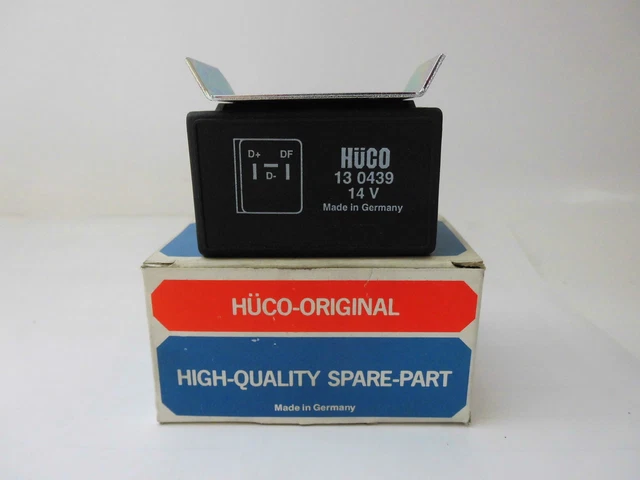 D+ DF
D-
HÜCO
13 0439
14 V
Made in Germany
HÜCO-ORIGINAL
HIGH-QUALITY SPARE-PART
Made in Germany